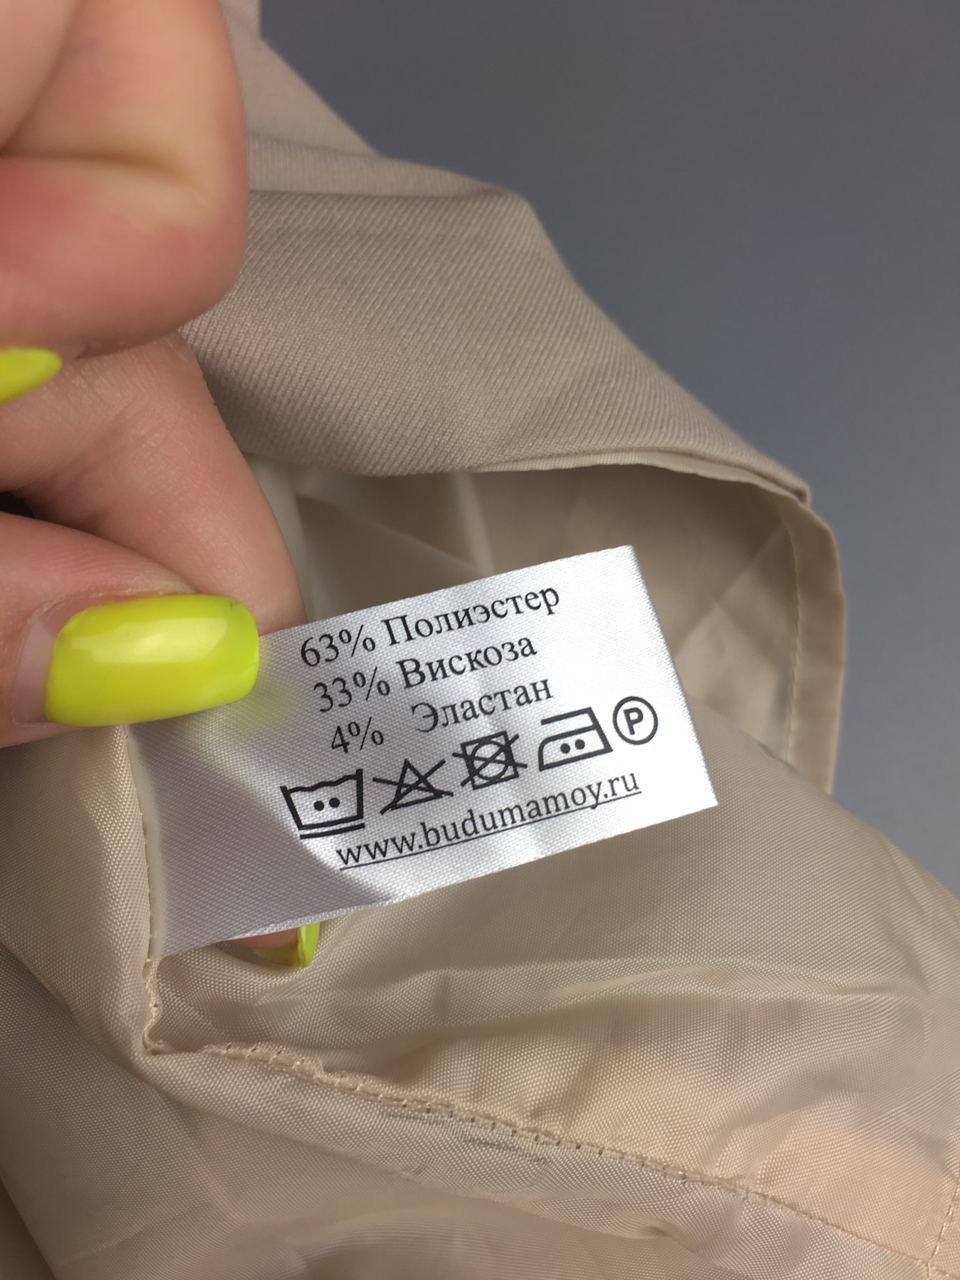 63% Полиэстер
33% Вискоза
4% Эластан
P
www.budumamoy.ru